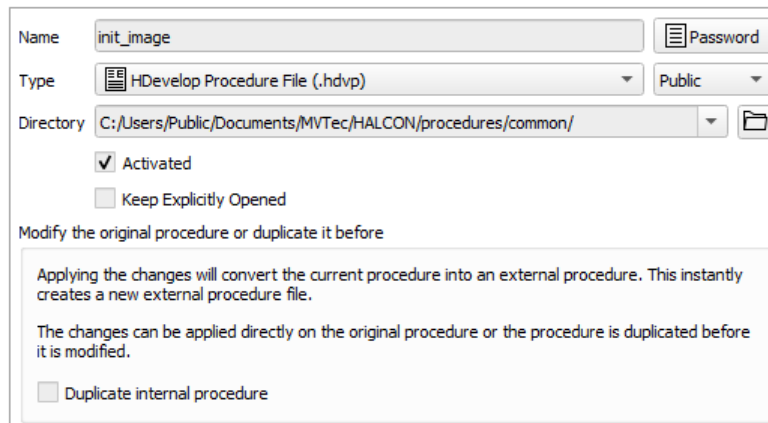 Name init_image Password
Type HDevelop Procedure File (.hdvp) Public
Directory C:/Users/Public/Documents/MVTec/HALCON/procedures/common/
Activated
Keep Explicitly Opened
Modify the original procedure or duplicate it before
Applying the changes will convert the current procedure into an external procedure. This instantly
creates a new external procedure file.
The changes can be applied directly on the original procedure or the procedure is duplicated before
it is modified.
Duplicate internal procedure